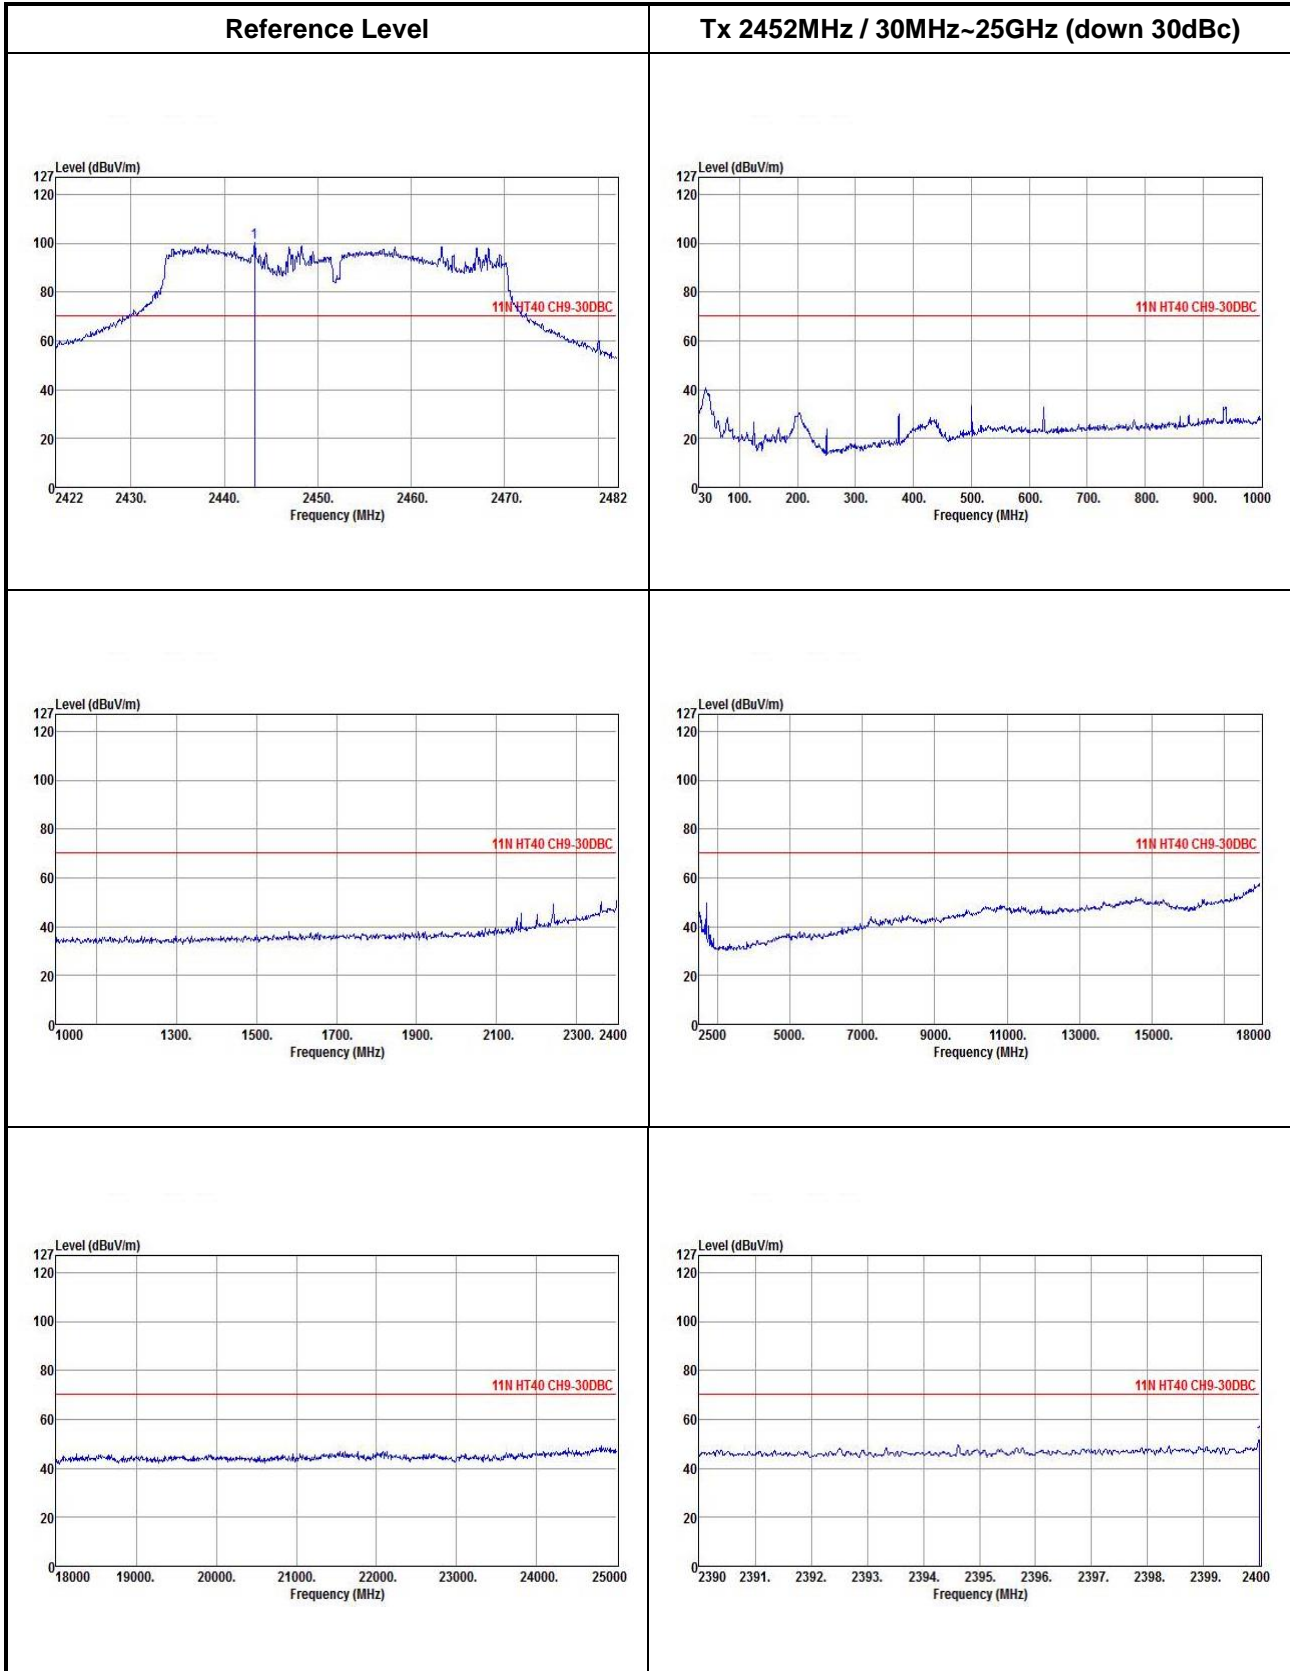 Reference Level
Tx 2452MHz / 30MHz~25GHz (down 30dBc)
Level (dBuV/m)
127
120
100
80
60
40
20
0
1
11N HT40 CH9-30DBC
2422 2430. 2440. 2450. 2460. 2470. 2482
Frequency (MHz)
Level (dBuV/m)
127
120
100
80
60
40
20
0
11N HT40 CH9-30DBC
30 100. 200. 300. 400. 500. 600. 700. 800. 900. 1000
Frequency (MHz)
Level (dBuV/m)
127
120
100
80
60
40
20
0
11N HT40 CH9-30DBC
1000 1300. 1500. 1700. 1900. 2100. 2300. 2400
Frequency (MHz)
Level (dBuV/m)
127
120
100
80
60
40
20
0
11N HT40 CH9-30DBC
2500 5000. 7000. 9000. 11000. 13000. 15000. 18000
Frequency (MHz)
Level (dBuV/m)
127
120
100
80
60
40
20
0
11N HT40 CH9-30DBC
18000 19000. 20000. 21000. 22000. 23000. 24000. 25000
Frequency (MHz)
Level (dBuV/m)
127
120
100
80
60
40
20
0
11N HT40 CH9-30DBC
2390 2391. 2392. 2393. 2394. 2395. 2396. 2397. 2398. 2399. 2400
Frequency (MHz)